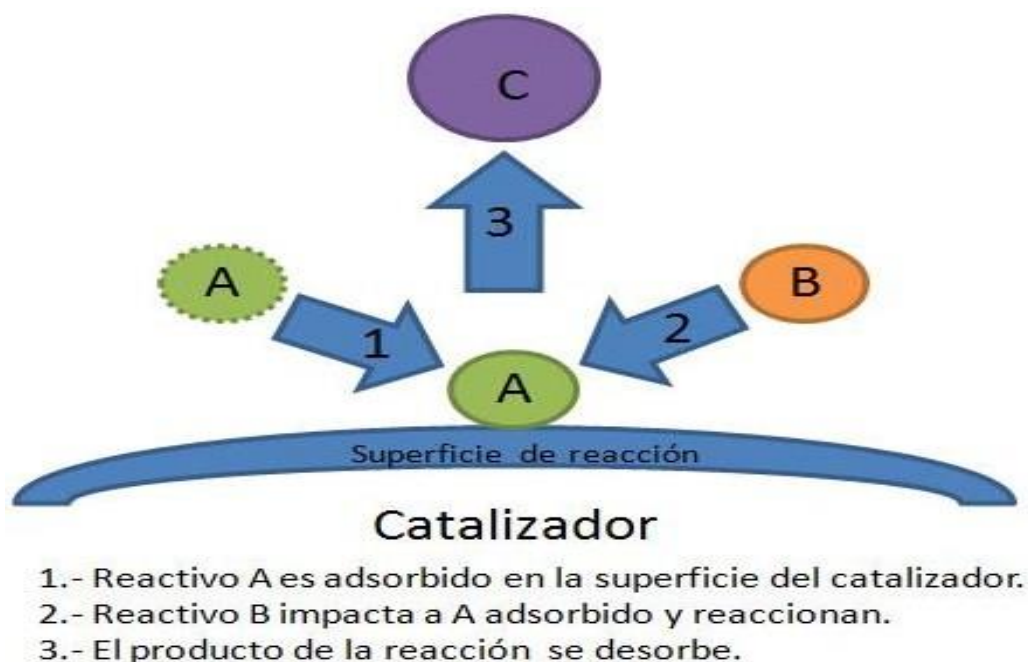 C
3
A
B
1
2
A
Superficie de reacción
Catalizador
1.- Reactivo A es adsorbido en la superficie del catalizador.
2.- Reactivo B impacta a A adsorbido y reaccionan.
3.- El producto de la reacción se desorbe.